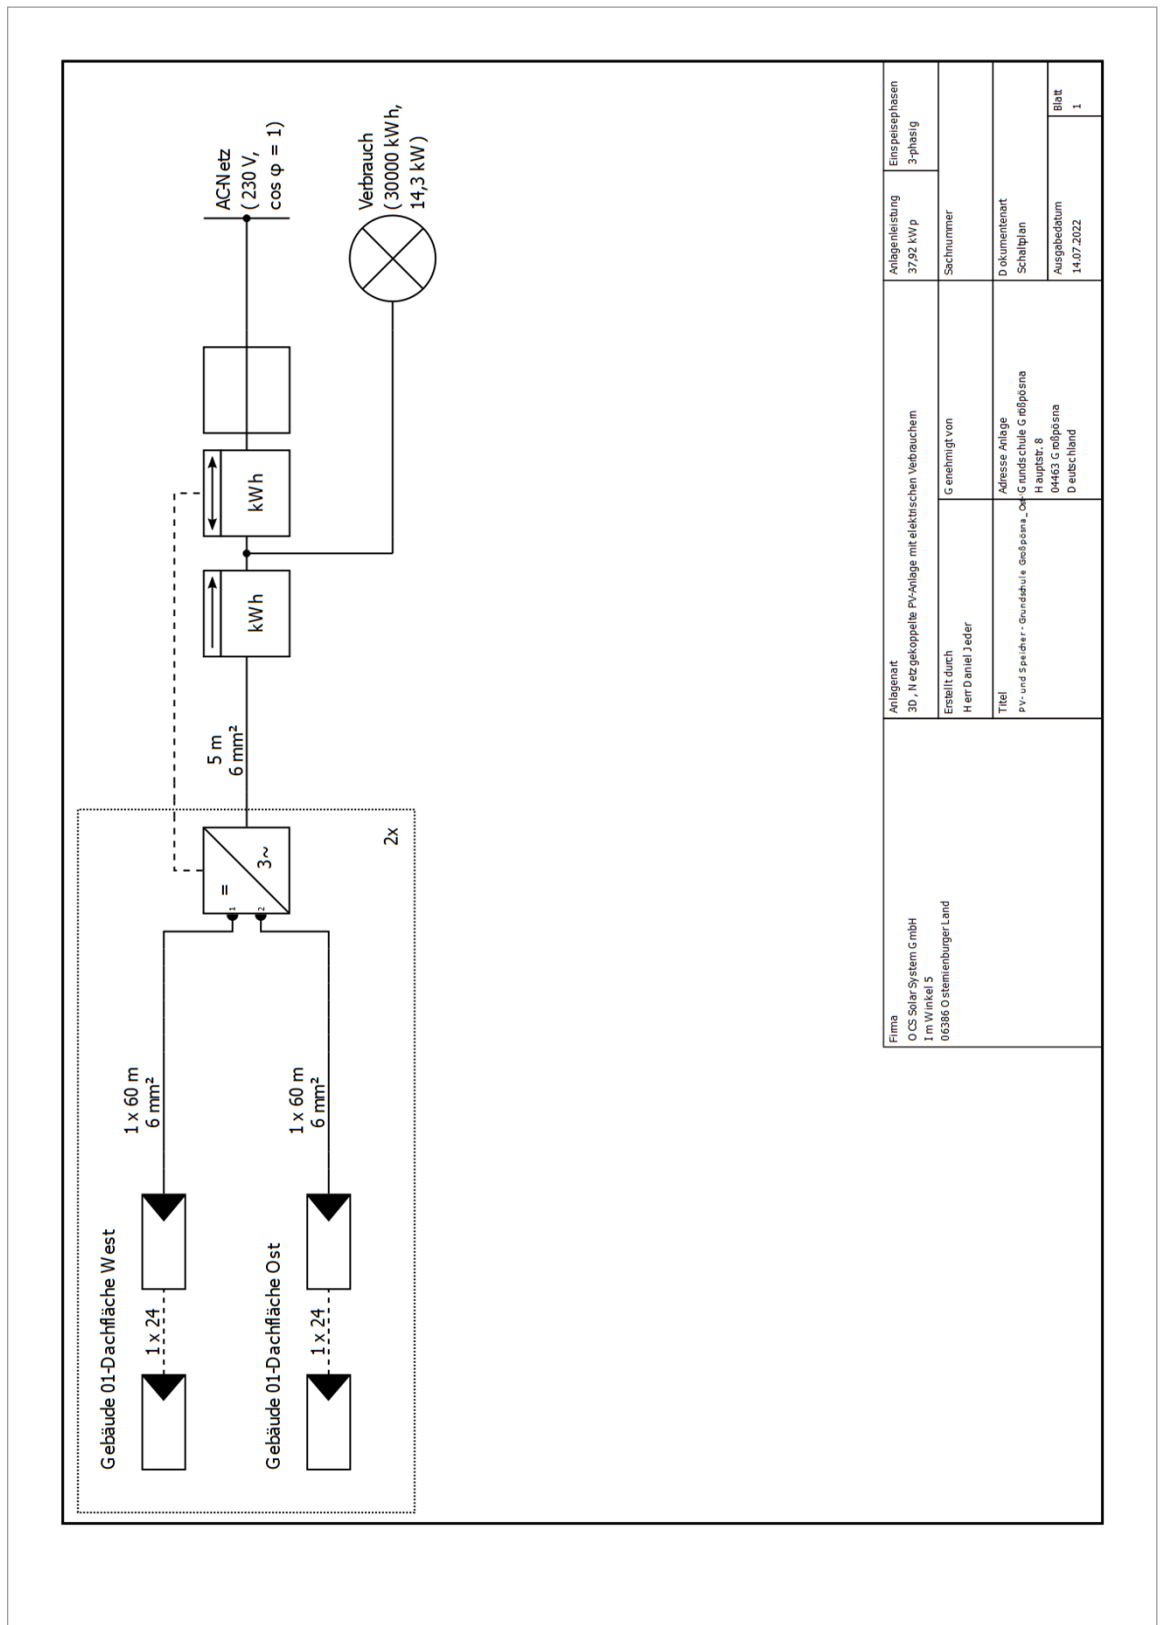 Gebäude 01-Dachfläche West
1 x 24
1 x 60 m
6 mm²
Gebäude 01-Dachfläche Ost
1 x 24
1 x 60 m
6 mm²
1
2
=
3~
2x
5 m
6 mm²
kWh
kWh
AC-Netz
(230 V,
cos φ = 1)
Verbrauch
(30000 kWh,
14,3 kW)
Firma
OCS Solar System GmbH
Im Winkel 5
06386 Osternienburger Land
Anlagenart
3D, Netzgekoppelte PV-Anlage mit elektrischen Verbrauchern
Anlagenleistung
37,92 kWp
Einspeisephasen
3-phasig
Erstellt durch
Herr Daniel Jeder
Genehmigt von
Sachnummer
Titel
PV- und Speicher - Grundschule Großpösna_Ost-
Adresse Anlage
Grundschule Großpösna
Hauptstr. 8
04463 Großpösna
Deutschland
Dokumentenart
Schaltplan
Ausgabedatum
14.07.2022
Blatt
1